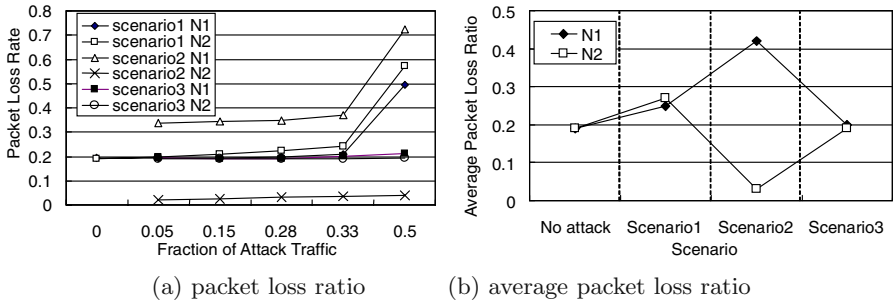 0.8
0.7
0.6
0.5
0.4
0.3
0.2
0.1
0
Packet Loss Rate
scenario1 N1
scenario1 N2
scenario2 N1
scenario2 N2
scenario3 N1
scenario3 N2
0 0.05 0.15 0.28 0.33 0.5
Fraction of Attack Traffic
(a) packet loss ratio
0.5
0.4
0.3
0.2
0.1
0
Average Packet Loss Ratio
N1
N2
No attack Scenario1 Scenario2 Scenario3
Scenario
(b) average packet loss ratio